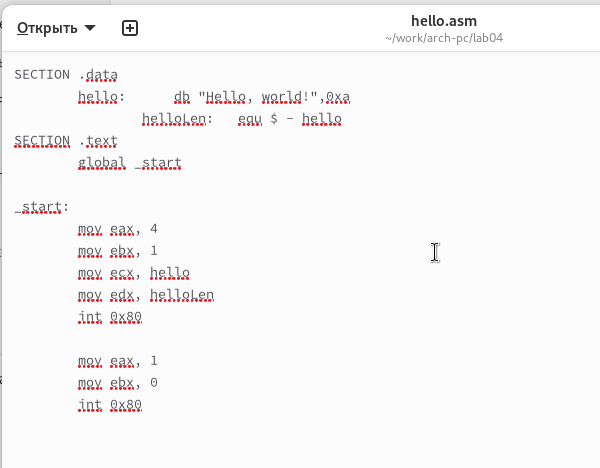 Открыть
hello.asm
~/work/arch-pc/lab04
SECTION .data
hello: db "Hello, world!",0xa
helloLen: equ $ - hello
SECTION .text
global _start
_start:
mov eax, 4
mov ebx, 1
mov ecx, hello
mov edx, helloLen
int 0x80
mov eax, 1
mov ebx, 0
int 0x80